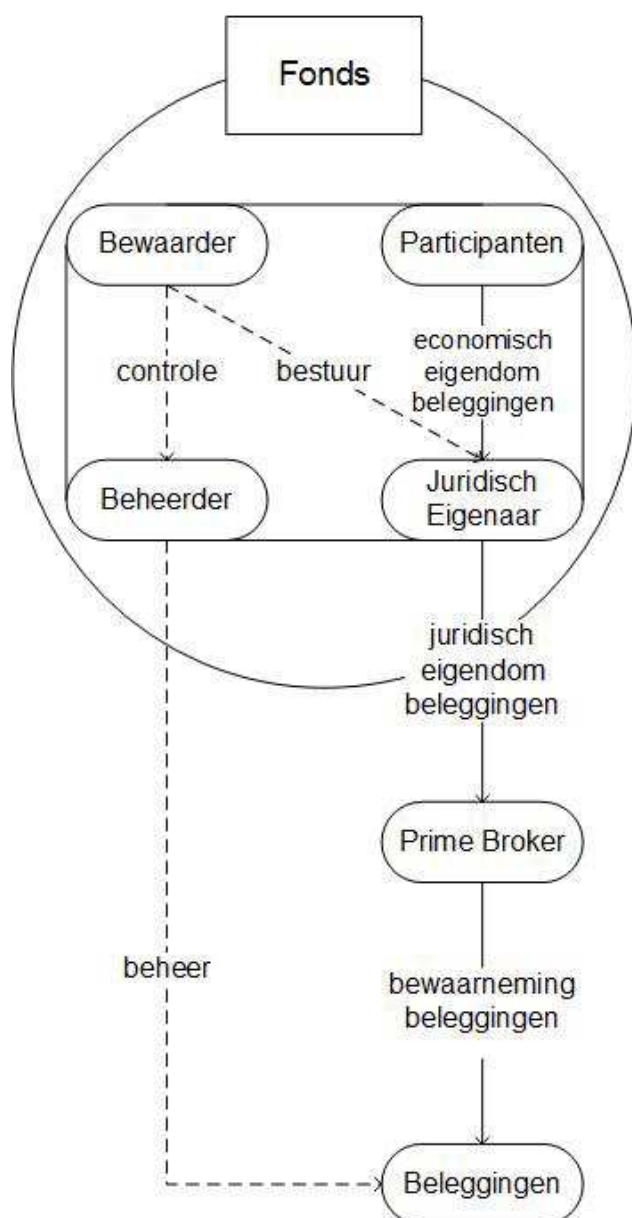 Fonds
Bewaarder
Participanten
controle
bestuur
economisch
eigendom
beleggingen
Beheerder
Juridisch
Eigenaar
juridisch
eigendom
beleggingen
Prime Broker
beheer
bewaarneming
beleggingen
Beleggingen